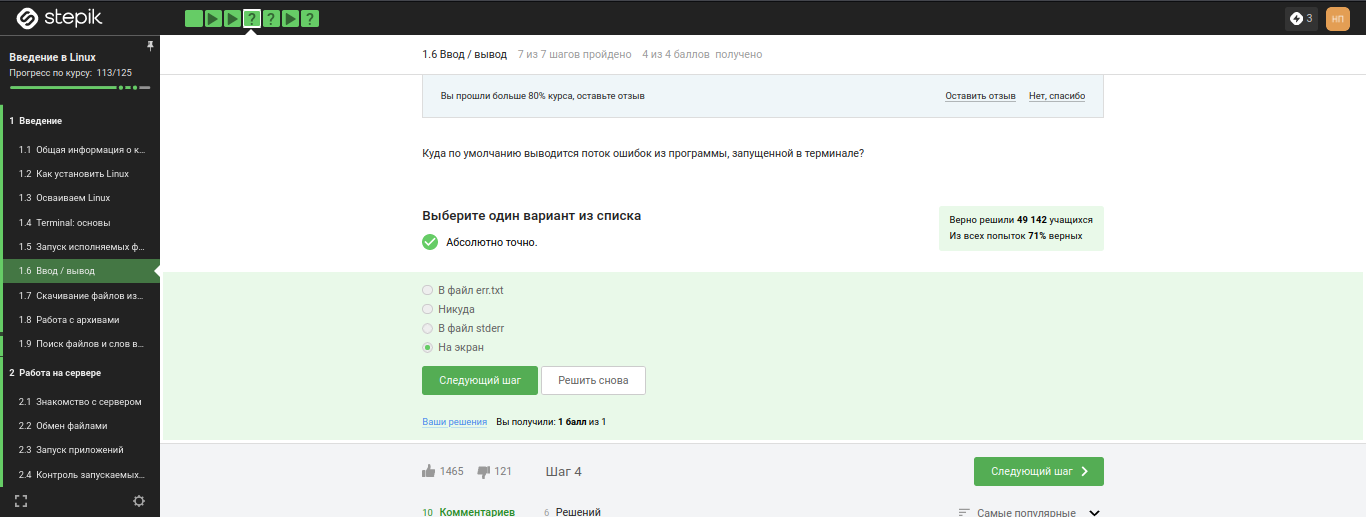 stepik
? ? ?
3
НП
Введение в Linux
Прогресс по курсу: 113/125
1 Введение
1.1 Общая информация о к...
1.2 Как установить Linux
1.3 Осваиваем Linux
1.4 Terminal: основы
1.5 Запуск исполняемых ф...
1.6 Ввод / вывод
1.7 Скачивание файлов из...
1.8 Работа с архивами
1.9 Поиск файлов и слов в...
2 Работа на сервере
2.1 Знакомство с сервером
2.2 Обмен файлами
2.3 Запуск приложений
2.4 Контроль запускаемых...
1.6 Ввод / вывод 7 из 7 шагов пройдено 4 из 4 баллов получено
Вы прошли больше 80% курса, оставьте отзыв Оставить отзыв Нет, спасибо
Куда по умолчанию выводится поток ошибок из программы, запущенной в терминале?
Выберите один вариант из списка
Абсолютно точно.
Верно решили 49 142 учащихся
Из всех попыток 71% верных
В файл err.txt
Никуда
В файл stderr
На экран
Следующий шаг Решить снова
Ваши решения Вы получили: 1 балл из 1
1465 121 Шаг 4 Следующий шаг
10 Комментариев 6 Решений Самые популярные